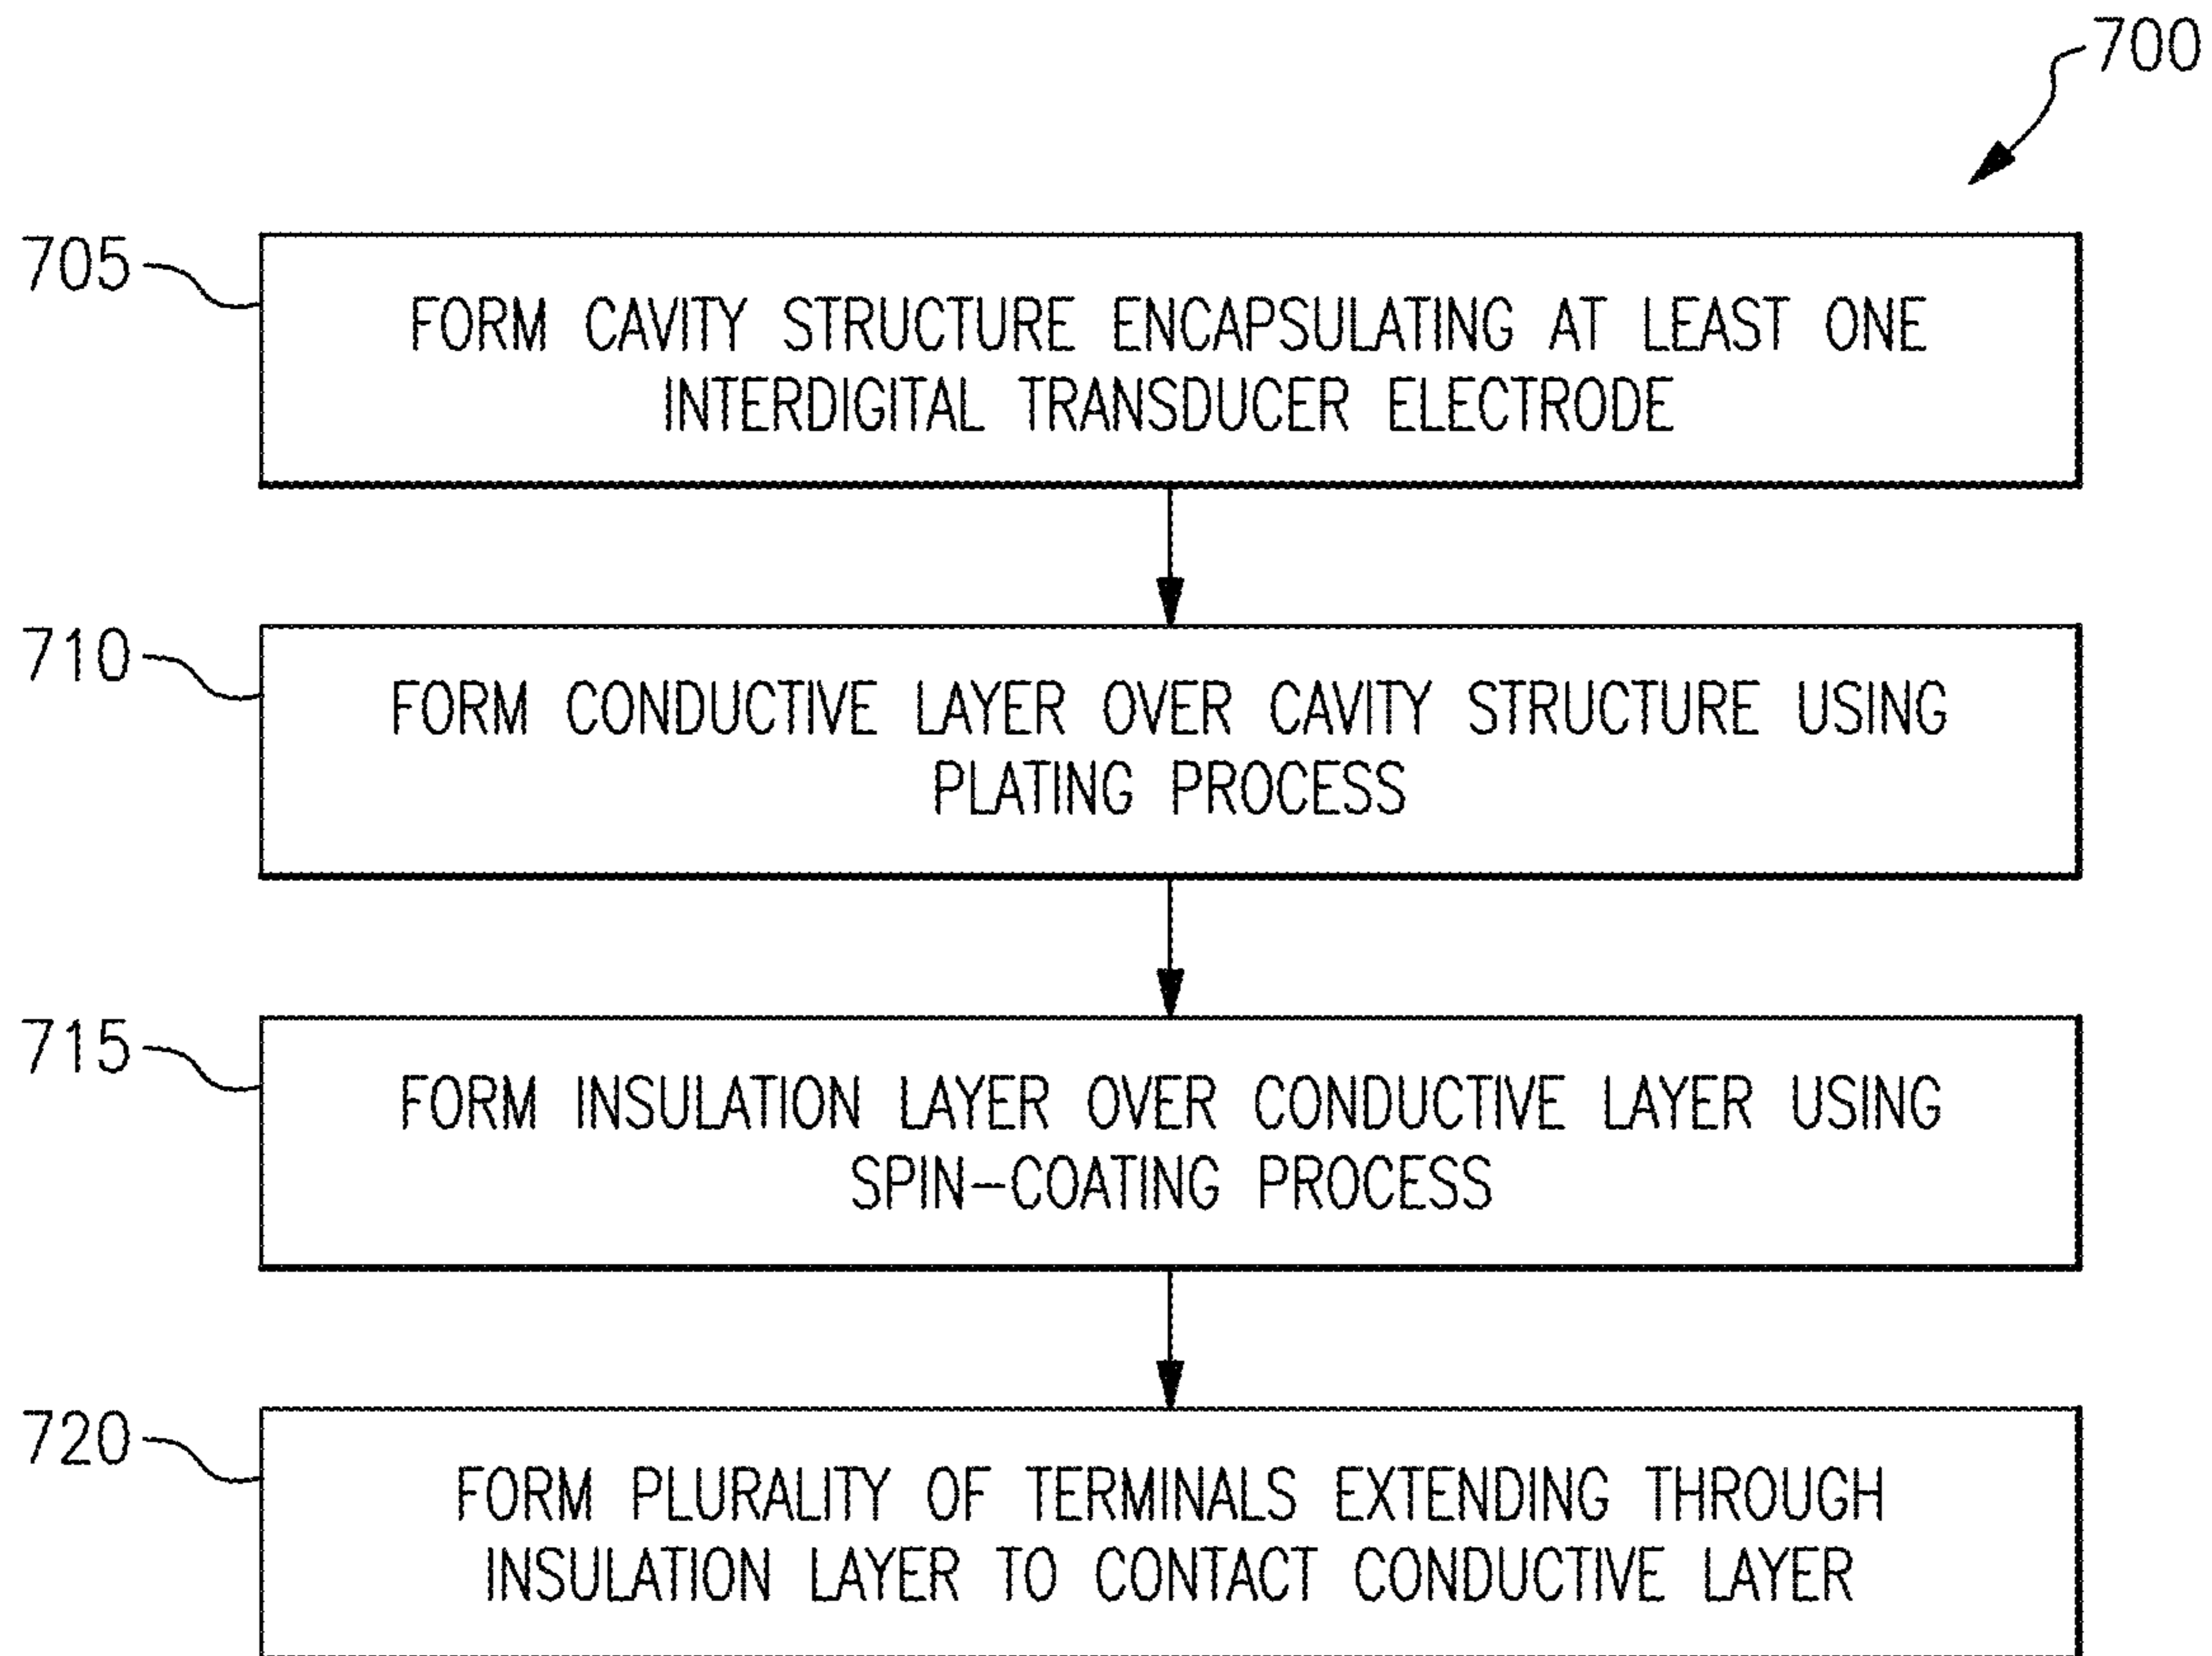 700
705
FORM CAVITY STRUCTURE ENCAPSULATING AT LEAST ONE
INTERDIGITAL TRANSDUCER ELECTRODE
710
FORM CONDUCTIVE LAYER OVER CAVITY STRUCTURE USING
PLATING PROCESS
715
FORM INSULATION LAYER OVER CONDUCTIVE LAYER USING
SPIN-COATING PROCESS
720
FORM PLURALITY OF TERMINALS EXTENDING THROUGH
INSULATION LAYER TO CONTACT CONDUCTIVE LAYER